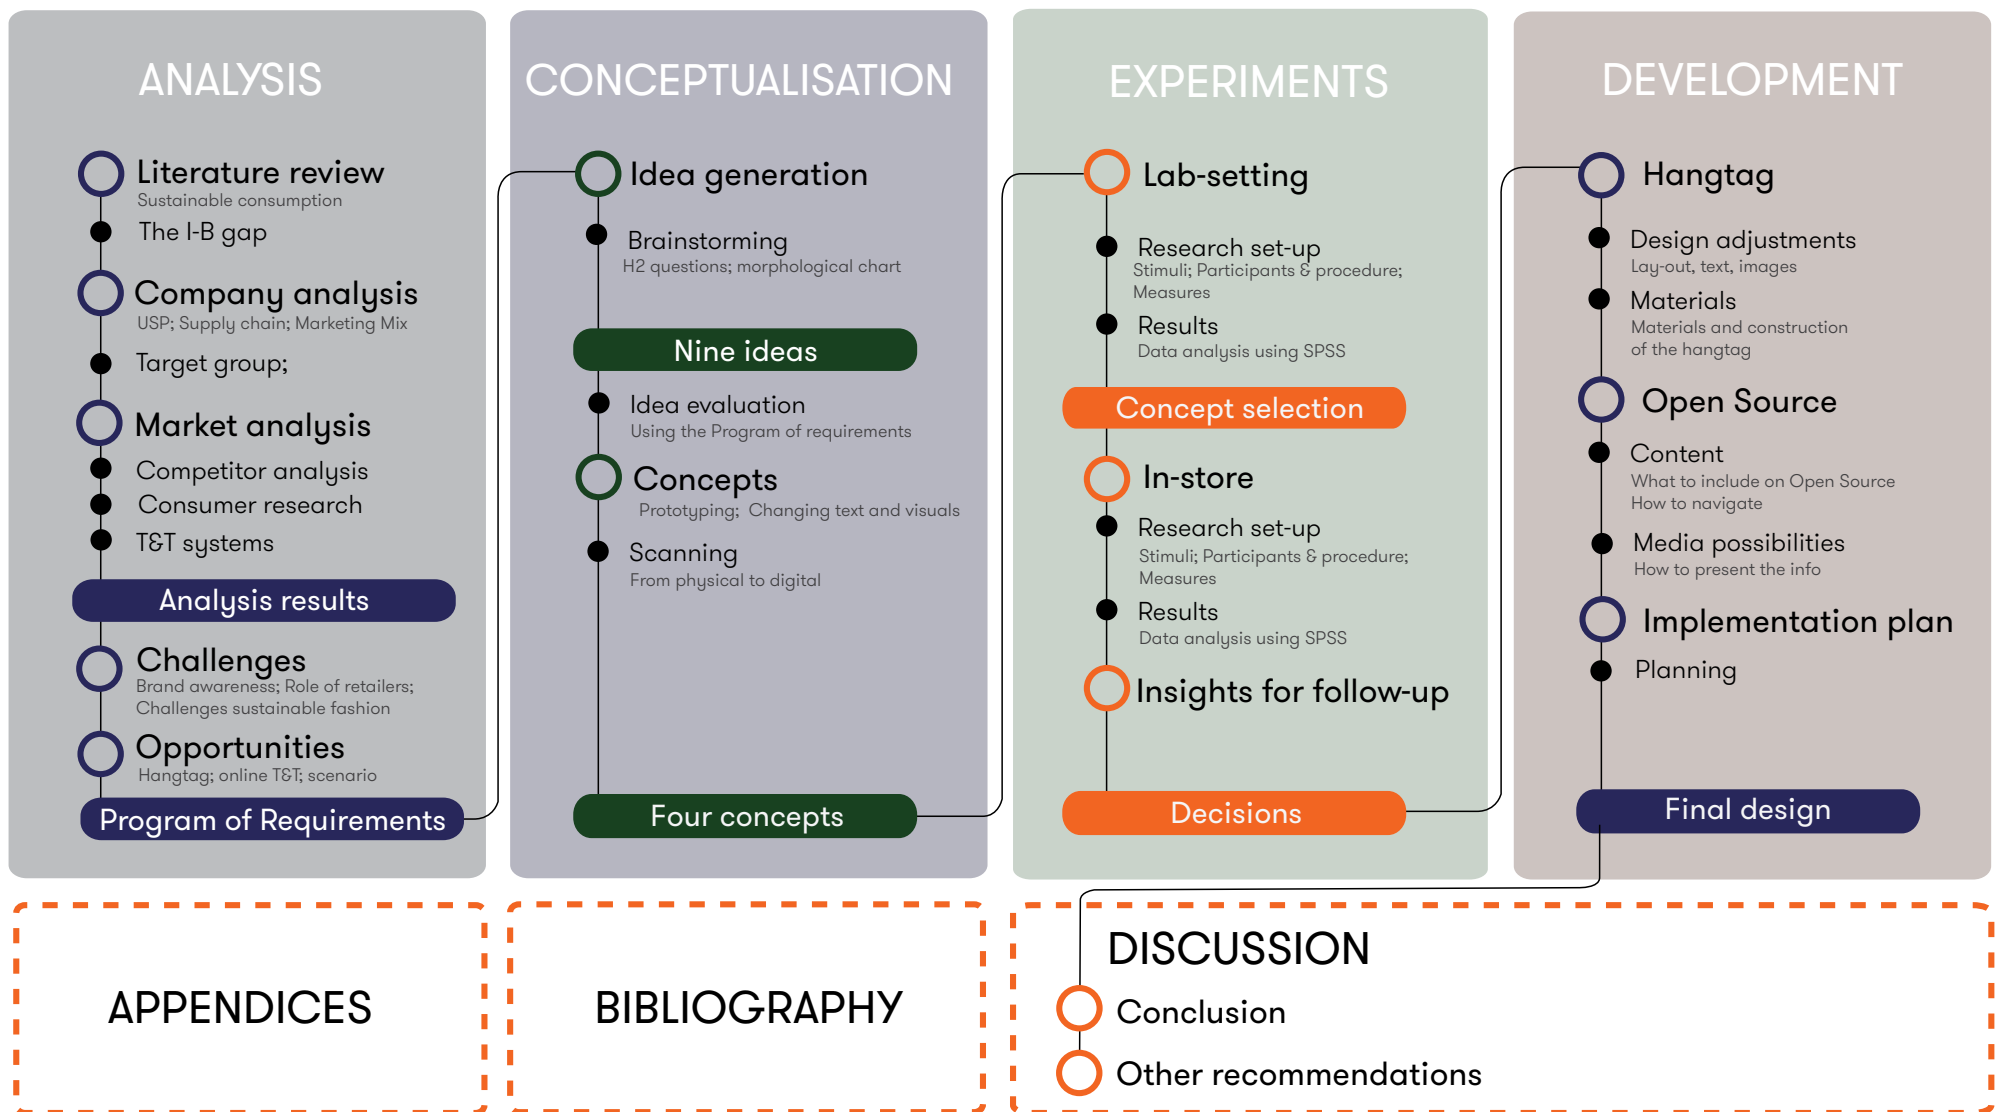 ANALYSIS
Literature review
Sustainable consumption
The I-B gap
Company analysis
USP; Supply chain; Marketing Mix
Target group;
Market analysis
Competitor analysis
Consumer research
T&T systems
Analysis results
Challenges
Brand awareness; Role of retailers;
Challenges sustainable fashion
Opportunities
Hangtag; online T&T; scenario
Program of Requirements
CONCEPTUALISATION
Idea generation
Brainstorming
H2 questions; morphological chart
Nine ideas
Idea evaluation
Using the Program of requirements
Concepts
Prototyping; Changing text and visuals
Scanning
From physical to digital
Four concepts
EXPERIMENTS
Lab-setting
Research set-up
Stimuli; Participants & procedure;
Measures
Results
Data analysis using SPSS
Concept selection
In-store
Research set-up
Stimuli; Participants & procedure;
Measures
Results
Data analysis using SPSS
Insights for follow-up
Decisions
DEVELOPMENT
Hangtag
Design adjustments
Lay-out, text, images
Materials
Materials and construction
of the hangtag
Open Source
Content
What to include on Open Source
How to navigate
Media possibilities
How to present the info
Implementation plan
Planning
Final design
APPENDICES
BIBLIOGRAPHY
DISCUSSION
Conclusion
Other recommendations